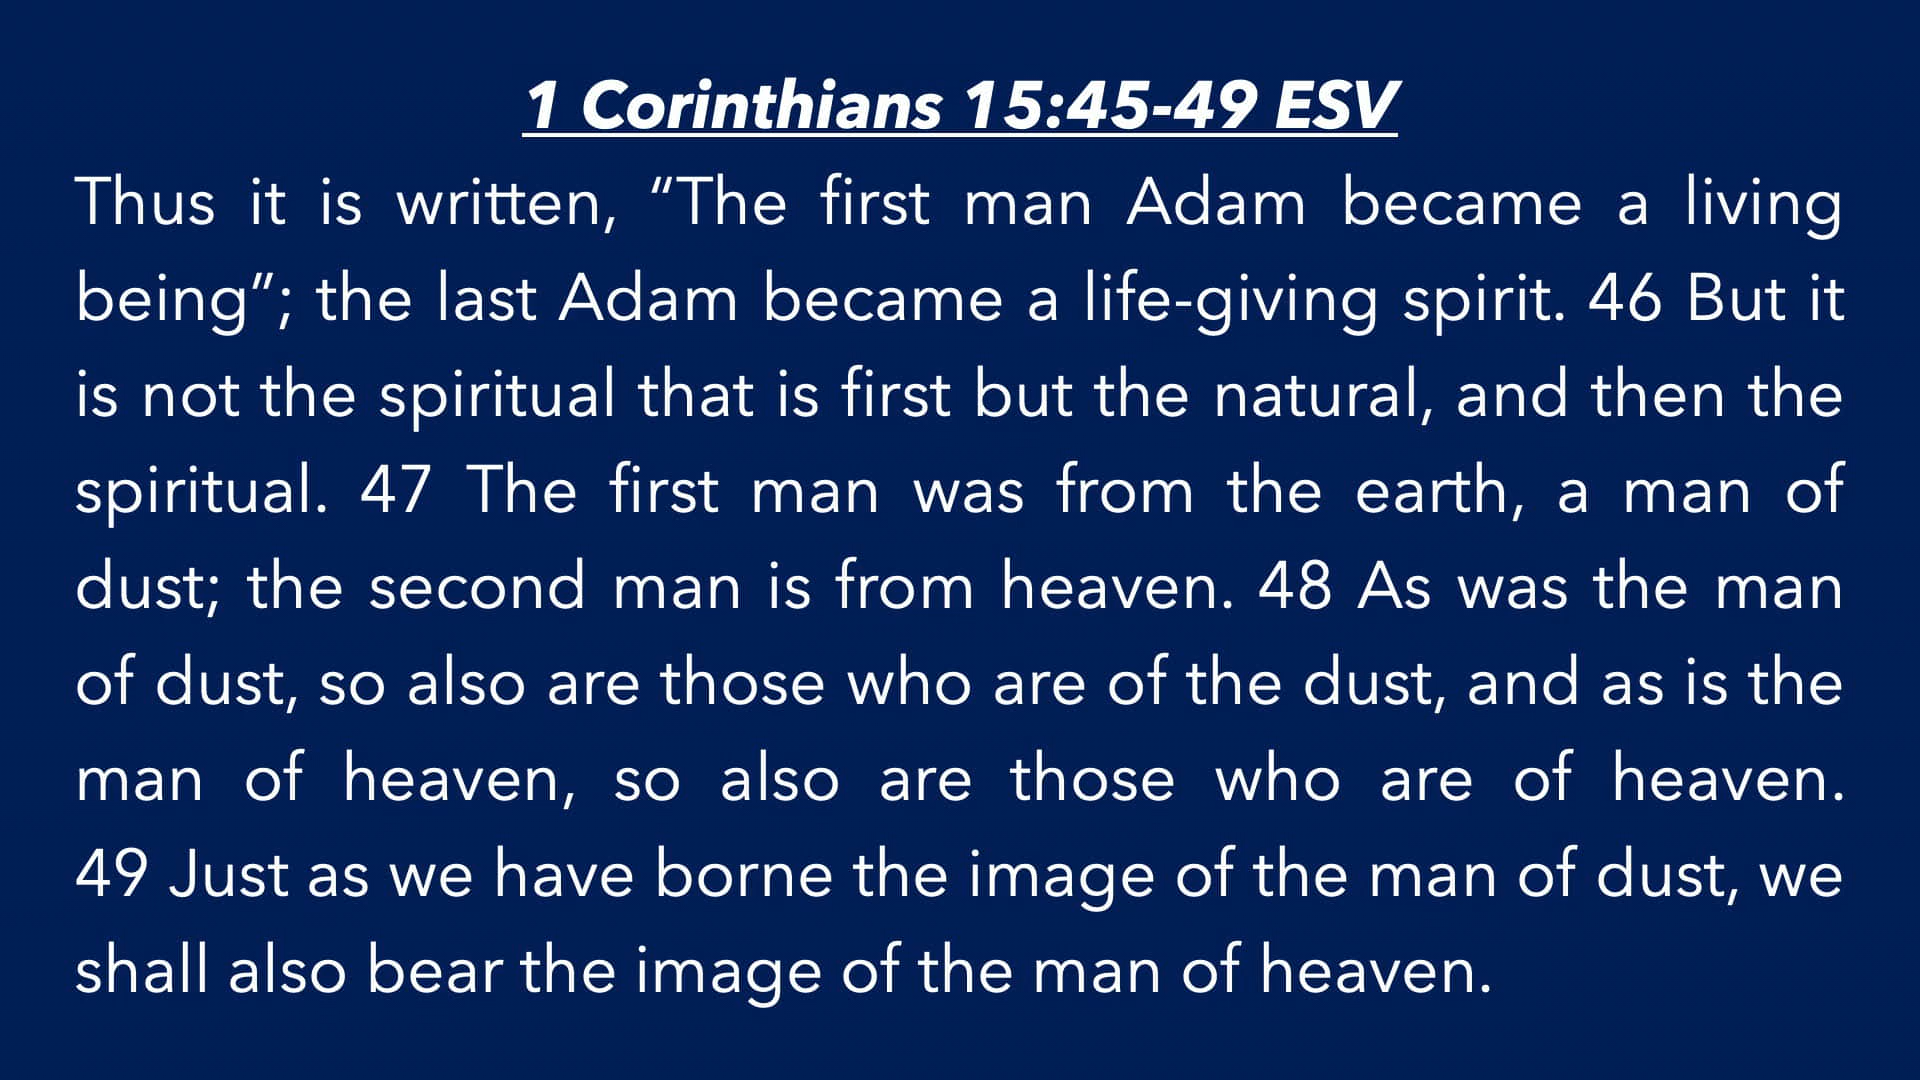 1 Corinthians 15:45-49 ESV
Thus it is written, “The first man Adam became a living
being”; the last Adam became a life-giving spirit. 46 But it
is not the spiritual that is first but the natural, and then the
spiritual. 47 The first man was from the earth, a man of
dust; the second man is from heaven. 48 As was the man
of dust, so also are those who are of the dust, and as is the
man of heaven, so also are those who are of heaven.
49 Just as we have borne the image of the man of dust, we
shall also bear the image of the man of heaven.